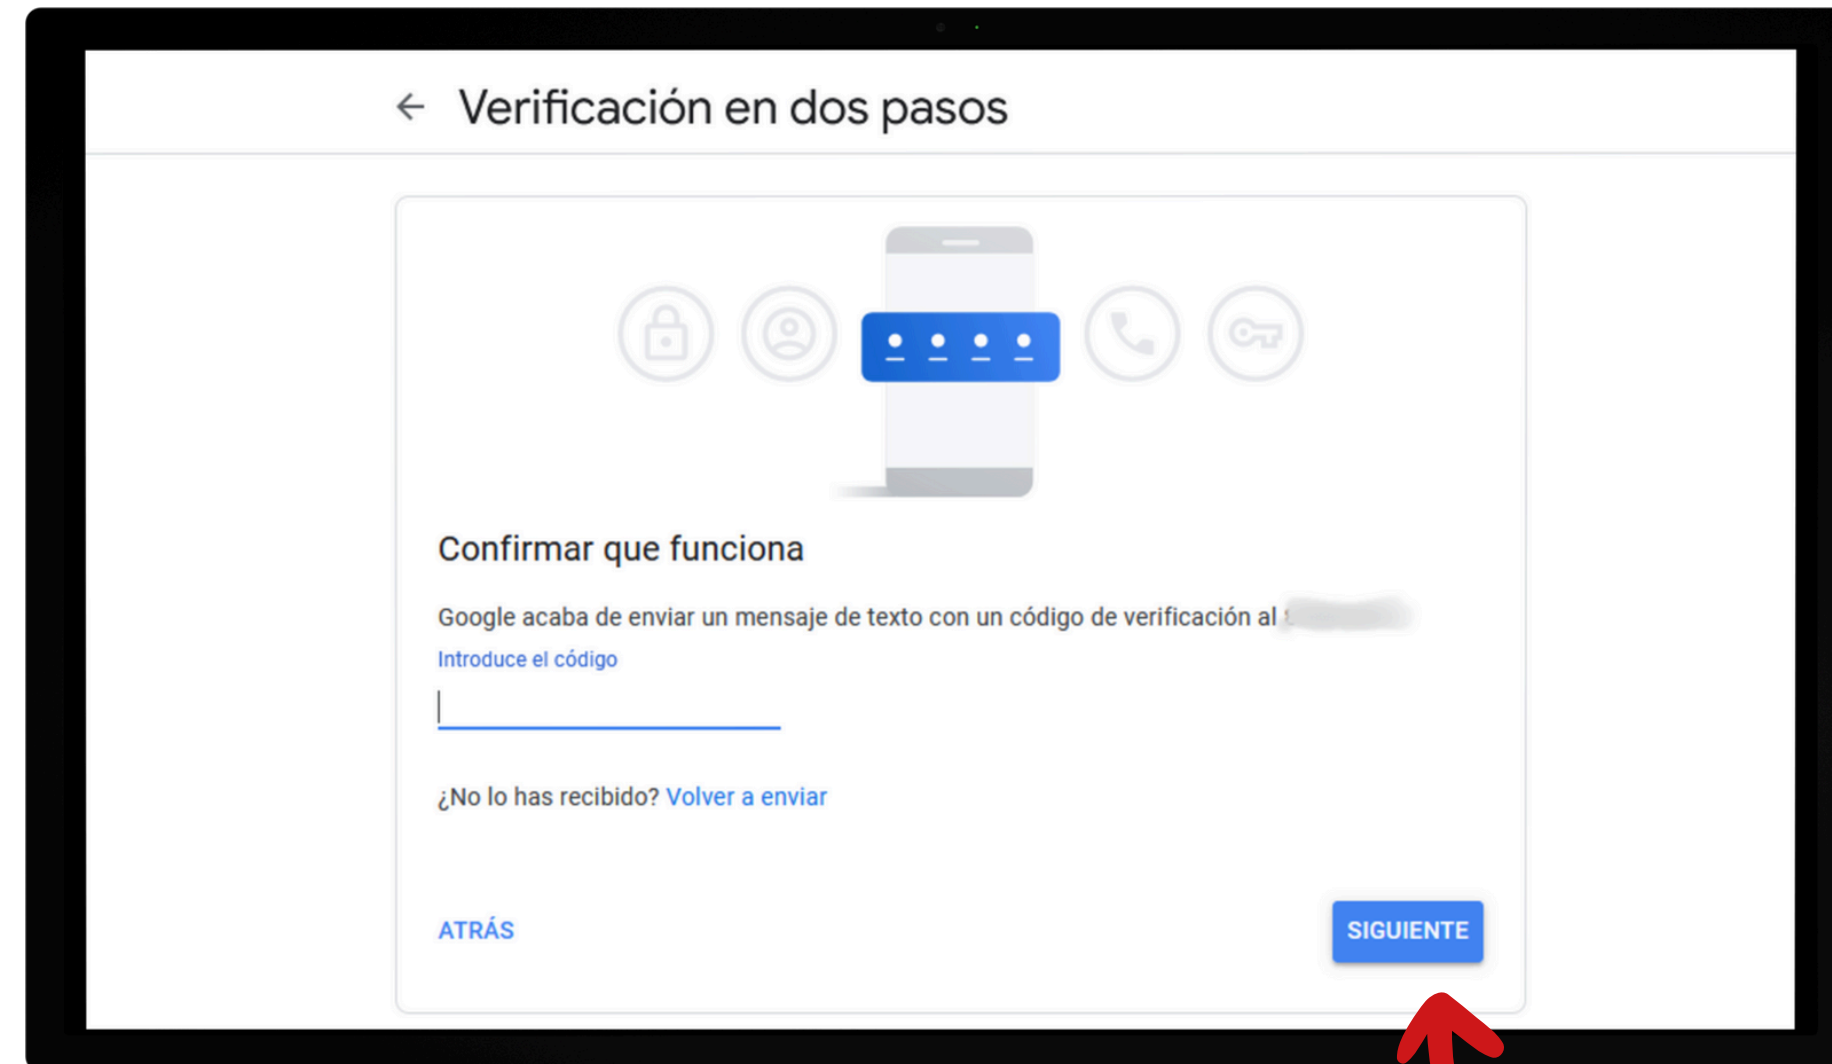 Verificación en dos pasos
Confirmar que funciona
Google acaba de enviar un mensaje de texto con un código de verificación al
Introduce el código
¿No lo has recibido? Volver a enviar
ATRÁS
SIGUIENTE